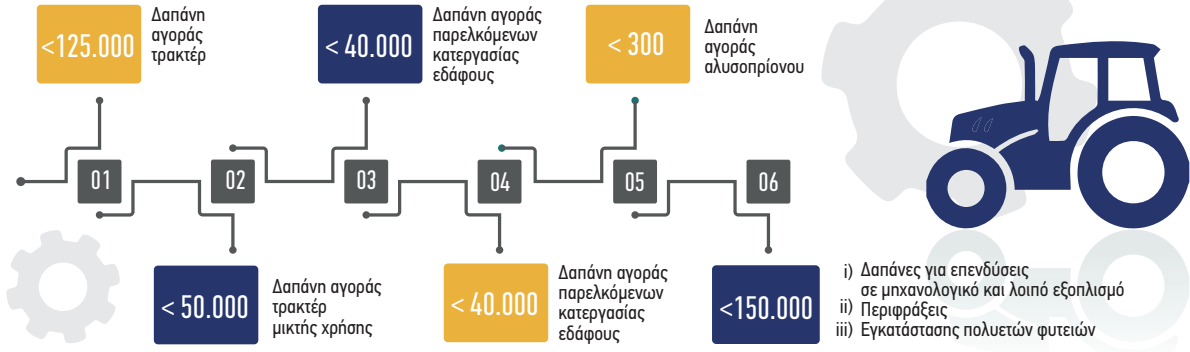 <125.000
Δαπάνη
αγοράς
τρακτέρ
< 40.000
Δαπάνη αγοράς
παρελκόμενων
κατεργασίας
εδάφους
< 300
Δαπάνη
αγοράς
αλυσοπρίονου
01
02
03
04
05
06
< 50.000
Δαπάνη αγοράς
τρακτέρ
μικτής χρήσης
< 40.000
Δαπάνη αγοράς
παρελκόμενων
κατεργασίας
εδάφους
<150.000
i) Δαπάνες για επενδύσεις
σε μηχανολογικό και λοιπό εξοπλισμό
ii) Περιφράξεις
iii) Εγκατάστασης πολυετών φυτειών